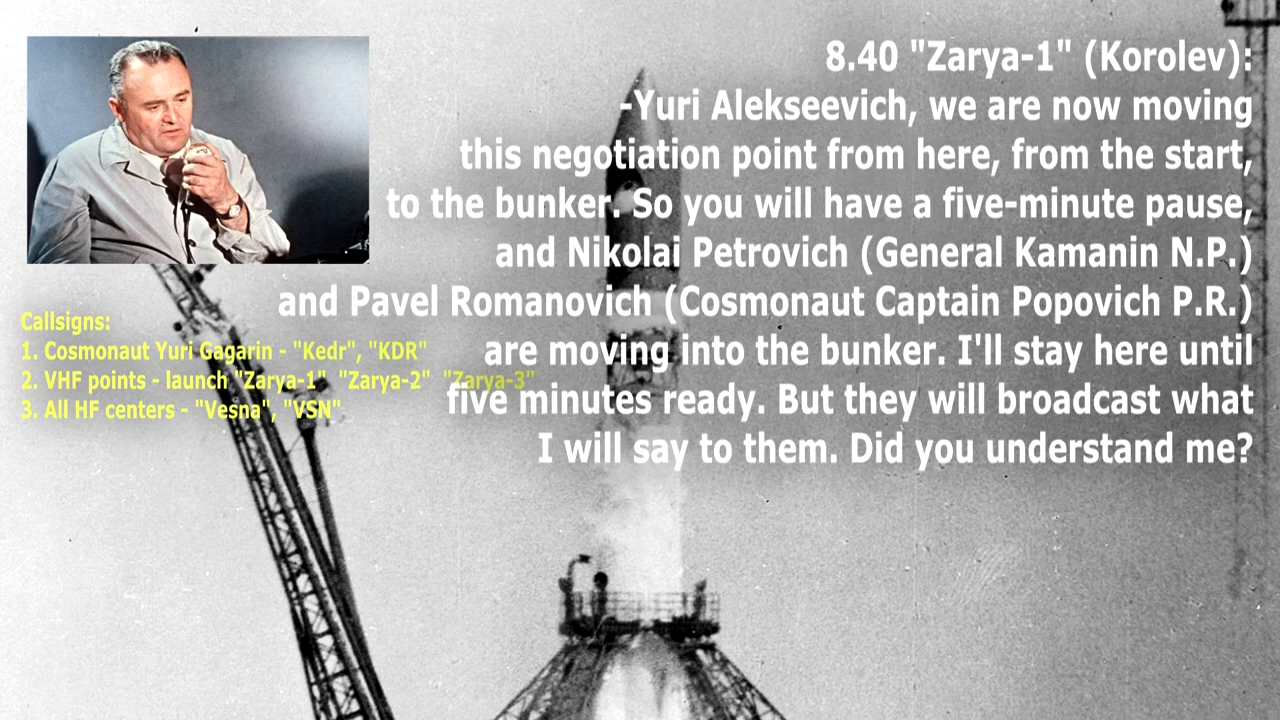 8.40 "Zarya-1" (Korolev):
-Yuri Alekseevich, we are now moving
this negotiation point from here, from the start,
to the bunker. So you will have a five-minute pause,
and Nikolai Petrovich (General Kamanin N.P.)
and Pavel Romanovich (Cosmonaut Captain Popovich P.R.)
are moving into the bunker. I'll stay here until
five minutes ready. But they will broadcast what
I will say to them. Did you understand me?
Callsigns:
1. Cosmonaut Yuri Gagarin - "Kedr", "KDR"
2. VHF points - launch "Zarya-1" "Zarya-2" "Zarya-3"
3. All HF centers - "Vesna", "VSN"